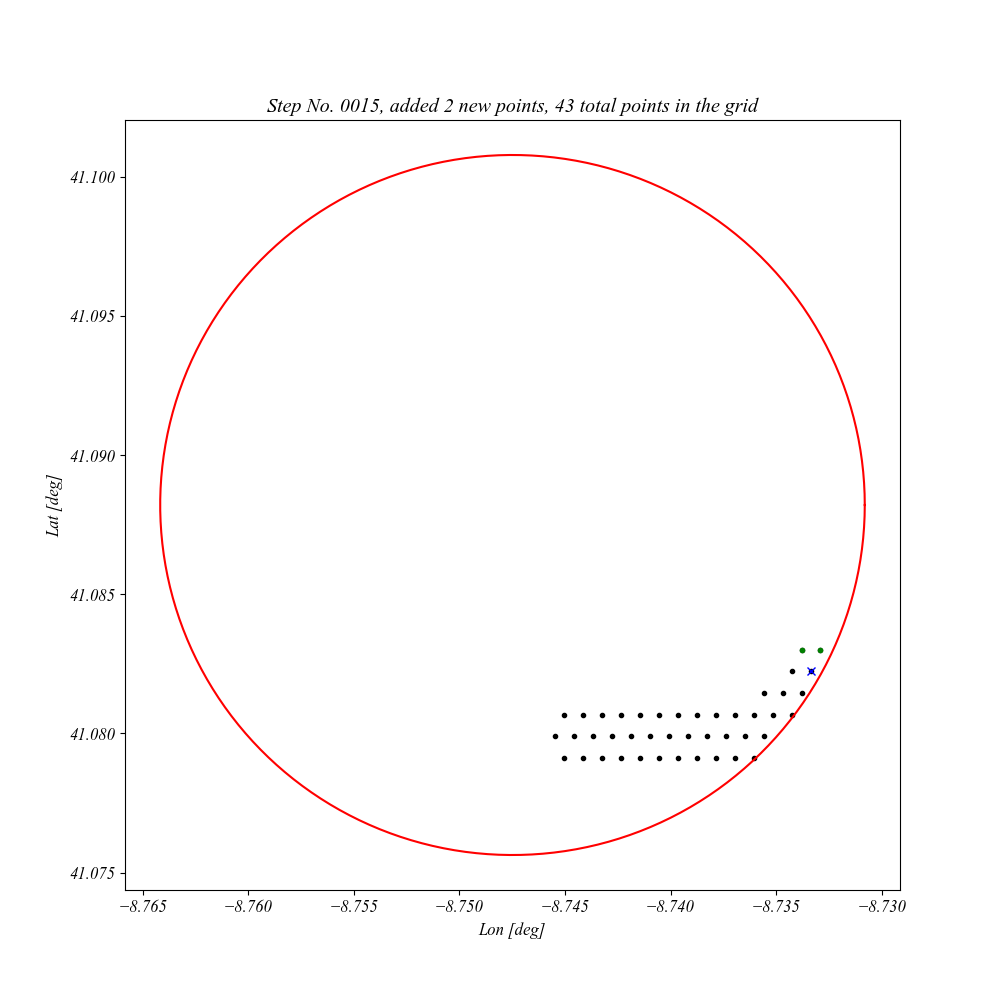 Step No. 0015, added 2 new points, 43 total points in the grid
41.100
41.095
41.090
41.085
41.080
41.075
Lat [deg]
−8.765 −8.760 −8.755 −8.750 −8.745 −8.740 −8.735 −8.730
Lon [deg]